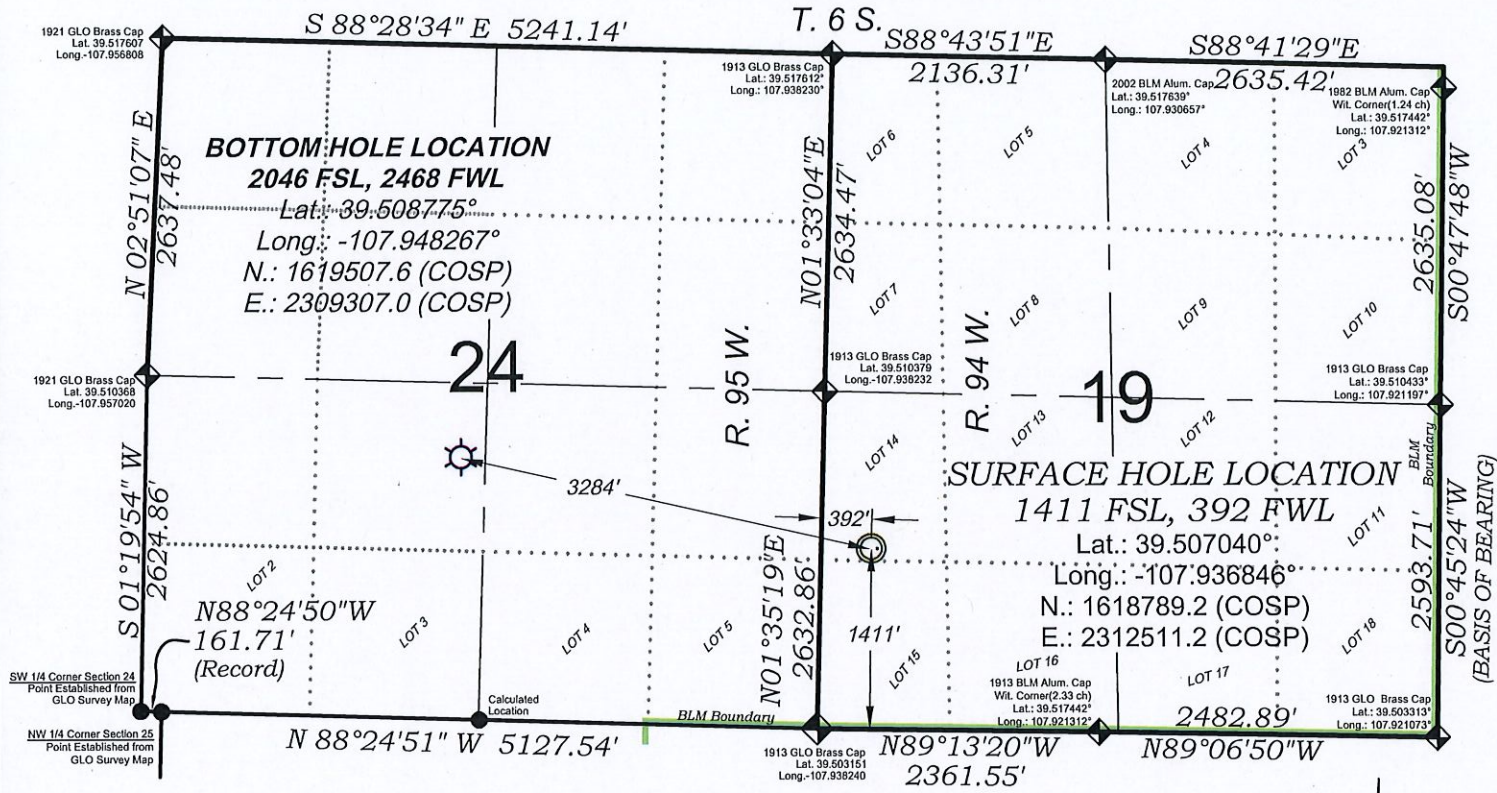 T. 6 S.
1921 GLO Brass Cap
Lat. 39.517607
Long.-107.956808
S 88°28'34" E 5241.14'
1913 GLO Brass Cap
Lat.: 39.517612°
Long.: 107.938230°
S88°43'51"E
2136.31'
2002 BLM Alum. Cap
Lat.: 39.517639°
Long.: 107.930657°
S88°41'29"E
2635.42'
1982 BLM Alum. Cap
Wit. Corner(1.24 ch)
Lat.: 39.517442°
Long.: 107.921312°
N 02°51'07" E
2637.48'
BOTTOM HOLE LOCATION
2046 FSL, 2468 FWL
Lat.: 39.508775°
Long.: -107.948267°
N.: 1619507.6 (COSP)
E.: 2309307.0 (COSP)
N01°33'04"E
2634.47'
LOT 6
LOT 5
LOT 4
LOT 3
2635.08'
S00°47'48"W
LOT 7
LOT 8
LOT 9
LOT 10
1921 GLO Brass Cap
Lat. 39.510368
Long.-107.957020
24
R. 95 W.
1913 GLO Brass Cap
Lat. 39.510379
Long.-107.938232
R. 94 W.
19
1913 GLO Brass Cap
Lat.: 39.510433°
Long.: 107.921197°
LOT 14
LOT 13
LOT 12
BLM
Boundary
S 01°19'54" W
2624.86'
3284'
392'
SURFACE HOLE LOCATION
1411 FSL, 392 FWL
Lat.: 39.507040°
Long.: -107.936846°
N.: 1618789.2 (COSP)
E.: 2312511.2 (COSP)
LOT 11
2593.71'
S00°45'24"W
(BASIS OF BEARING)
LOT 2
N88°24'50"W
161.71'
(Record)
LOT 3
LOT 4
LOT 5
N01°35'19"E
2632.86'
1411'
LOT 15
LOT 16
LOT 17
LOT 18
SW 1/4 Corner Section 24
Point Established from
GLO Survey Map
NW 1/4 Corner Section 25
Point Established from
GLO Survey Map
Calculated
Location
BLM Boundary
N 88°24'51" W 5127.54'
1913 GLO Brass Cap
Lat. 39.503151
Long.-107.938240
1913 BLM Alum. Cap
Wit. Corner(2.33 ch)
Lat.: 39.517442°
Long.: 107.921312°
N89°13'20"W
2361.55'
2482.89'
N89°06'50"W
1913 GLO Brass Cap
Lat.: 39.503313°
Long.: 107.921073°